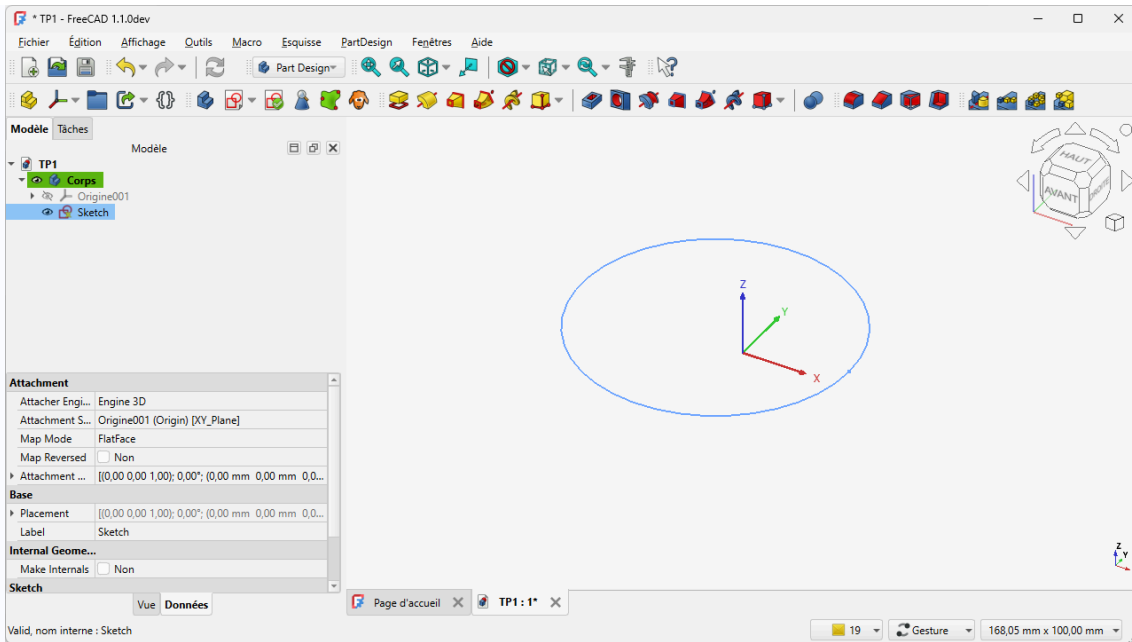 * TP1 - FreeCAD 1.1.0dev
Fichier Édition Affichage Outils Macro Esquisse PartDesign Fenêtres Aide
Part Design
Modèle Tâches
Modèle
TP1
Corps
Origine001
Sketch
HAUT
AVANT
DROITE
Z
Y
X
Attachment
Attacher Engi... Engine 3D
Attachment S... Origine001 (Origin) [XY_Plane]
Map Mode FlatFace
Map Reversed Non
Attachment ... [(0,00 0,00 1,00); 0,00°; (0,00 mm 0,00 mm 0,0...
Base
Placement [(0,00 0,00 1,00); 0,00°; (0,00 mm 0,00 mm 0,0...
Label Sketch
Internal Geome...
Make Internals Non
Sketch
Z
Y
Vue Données
Page d'accueil TP1 : 1*
Valid, nom interne : Sketch
19 Gesture 168,05 mm x 100,00 mm